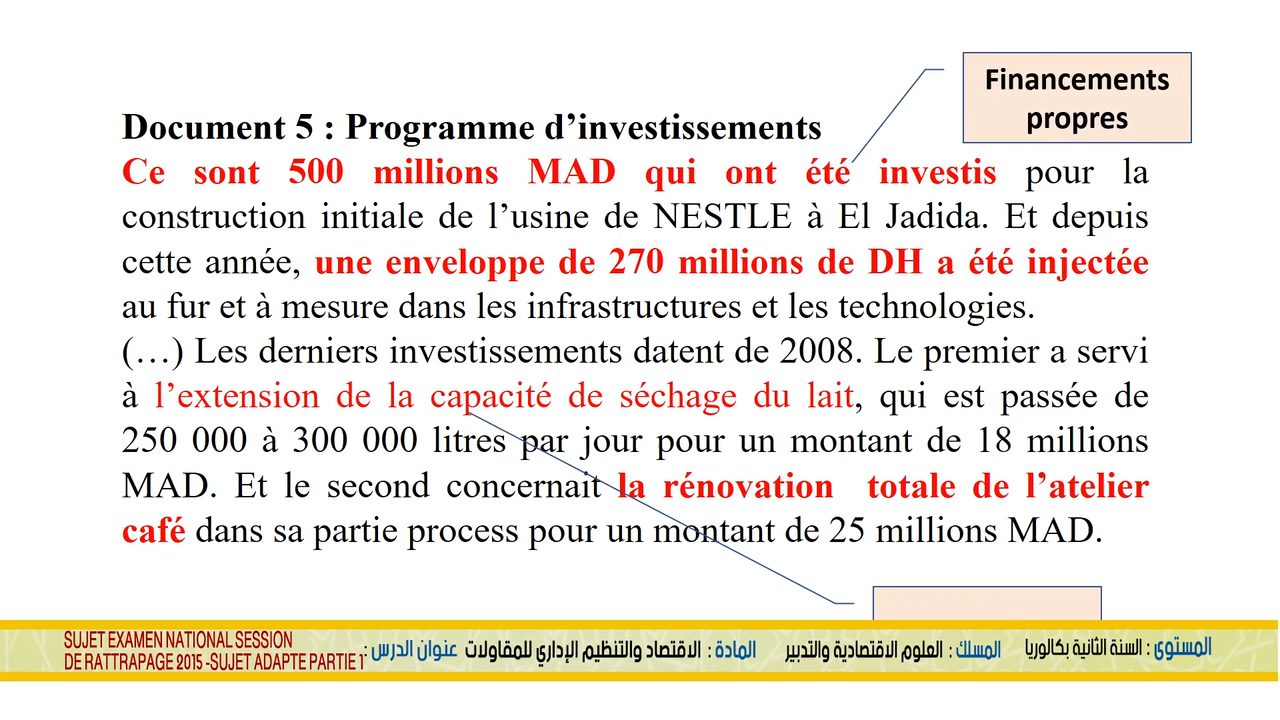 Financements
propres
Document 5 : Programme d’investissements
Ce sont 500 millions MAD qui ont été investis pour la
construction initiale de l’usine de NESTLE à El Jadida. Et depuis
cette année, une enveloppe de 270 millions de DH a été injectée
au fur et à mesure dans les infrastructures et les technologies.
(…) Les derniers investissements datent de 2008. Le premier a servi
à l’extension de la capacité de séchage du lait, qui est passée de
250 000 à 300 000 litres par jour pour un montant de 18 millions
MAD. Et le second concernait la rénovation totale de l’atelier
café dans sa partie process pour un montant de 25 millions MAD.
المستوى : السنة الثانية بكالوريا المسلك : العلوم الاقتصادية والتدبير المادة : الاقتصاد والتنظيم الإداري للمقاولات عنوان الدرس :
SUJET EXAMEN NATIONAL SESSION
DE RATTRAPAGE 2015 -SUJET ADAPTE PARTIE 1